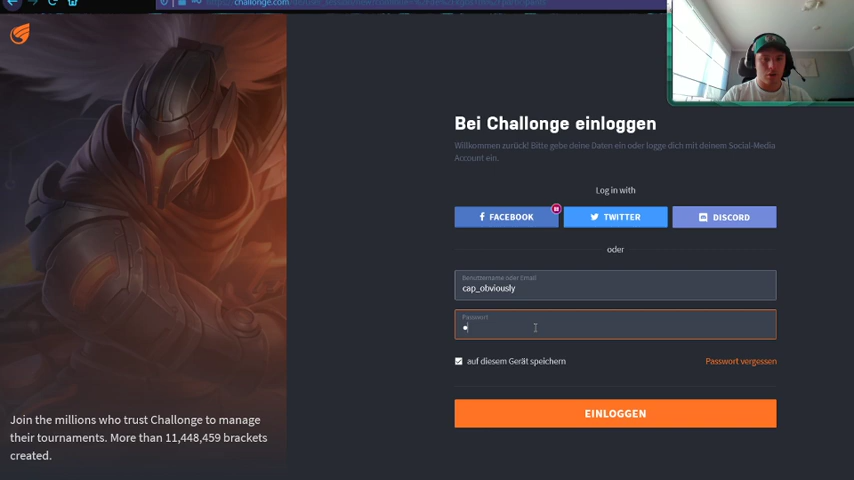 challonge.com
Bei Challonge einloggen
Willkommen zurück! Bitte gebe deine Daten ein oder logge dich mit deinem Social-Media
Account ein.
Log in with
FACEBOOK
TWITTER
DISCORD
oder
Benutzername oder Email
cap_obviously
Passwort
auf diesem Gerät speichern
Passwort vergessen
EINLOGGEN
Join the millions who trust Challonge to manage
their tournaments. More than 11,448,459 brackets
created.